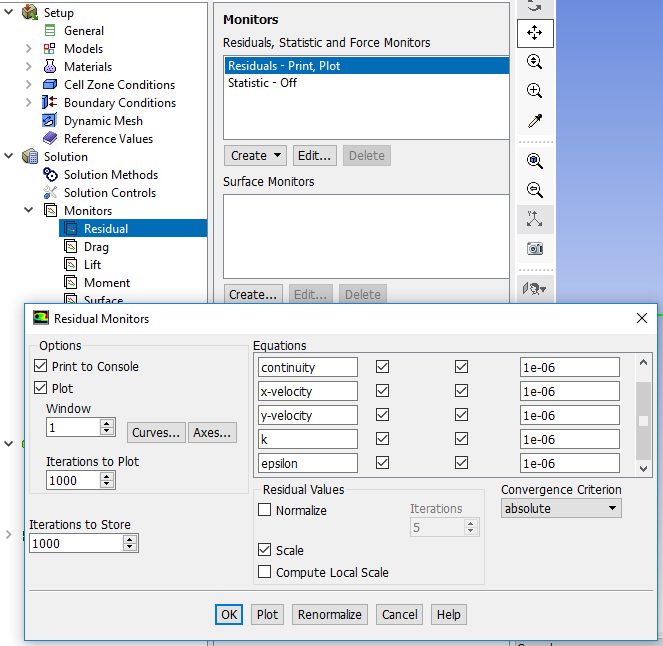 Setup
General
Models
Materials
Cell Zone Conditions
Boundary Conditions
Dynamic Mesh
Reference Values
Solution
Solution Methods
Solution Controls
Monitors
Residual
Drag
Lift
Moment
Surface
Monitors
Residuals, Statistic and Force Monitors
Residuals - Print, Plot
Statistic - Off
Create Edit... Delete
Surface Monitors
Create... Edit... Delete
Residual Monitors
Options
Print to Console
Plot
Window
1
Curves... Axes...
Iterations to Plot
1000
Iterations to Store
1000
Equations
continuity 1e-06
x-velocity 1e-06
y-velocity 1e-06
k 1e-06
epsilon 1e-06
Residual Values
Normalize
Iterations
5
Scale
Compute Local Scale
Convergence Criterion
absolute
OK Plot Renormalize Cancel Help